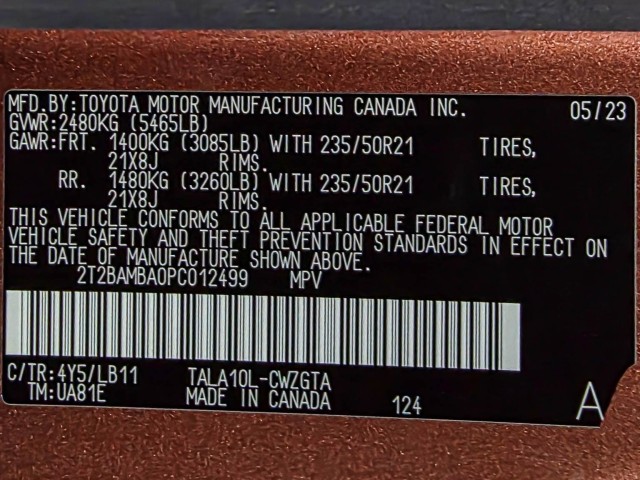 MFD.BY:TOYOTA MOTOR MANUFACTURING CANADA INC. 05/23
GVWR:2480KG (5465LB)
GAWR:FRT. 1400KG (3085LB) WITH 235/50R21 TIRES,
21X8J RIMS.
RR. 1480KG (3260LB) WITH 235/50R21 TIRES,
21X8J RIMS.
THIS VEHICLE CONFORMS TO ALL APPLICABLE FEDERAL MOTOR
VEHICLE SAFETY AND THEFT PREVENTION STANDARDS IN EFFECT ON
THE DATE OF MANUFACTURE SHOWN ABOVE.
2T2BAMBA0PC012499 MPV
C/TR:4Y5/LB11 TALA10L-CWZGTA
TM:UA81E MADE IN CANADA 124 A